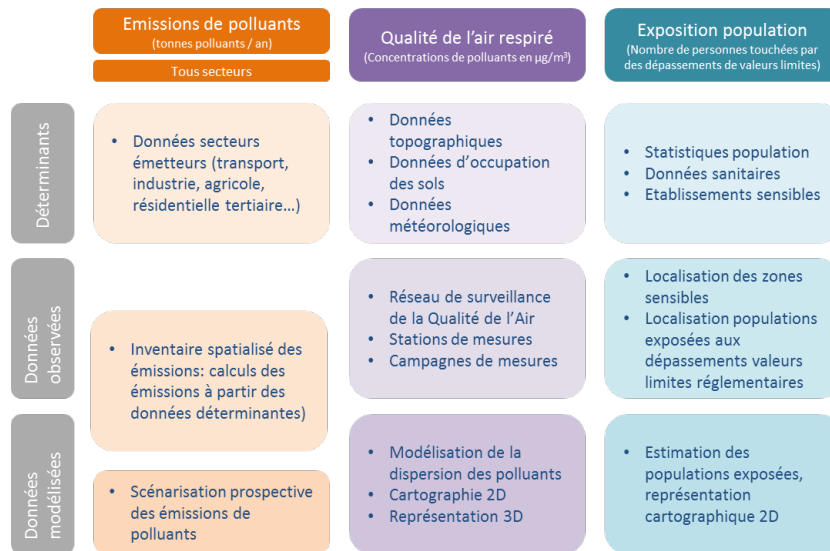 Emissions de polluants
(tonnes polluants / an)
Tous secteurs
Qualité de l'air respiré
(Concentrations de polluants en µg/m³)
Exposition population
(Nombre de personnes touchées par
des dépassements de valeurs limites)
Déterminants
• Données secteurs
émetteurs (transport,
industrie, agricole,
résidentielle tertiaire…)
• Données
topographiques
• Données d'occupation
des sols
• Données
météorologiques
• Statistiques population
• Données sanitaires
• Etablissements sensibles
Données
observées
• Inventaire spatialisé des
émissions: calculs des
émissions à partir des
données déterminantes)
• Réseau de surveillance
de la Qualité de l'Air
• Stations de mesures
• Campagnes de mesures
• Localisation des zones
sensibles
• Localisation populations
exposées aux
dépassements valeurs
limites réglementaires
Données
modélisées
• Scénarisation prospective
des émissions de
polluants
• Modélisation de la
dispersion des polluants
• Cartographie 2D
• Représentation 3D
• Estimation des
populations exposées,
représentation
cartographique 2D